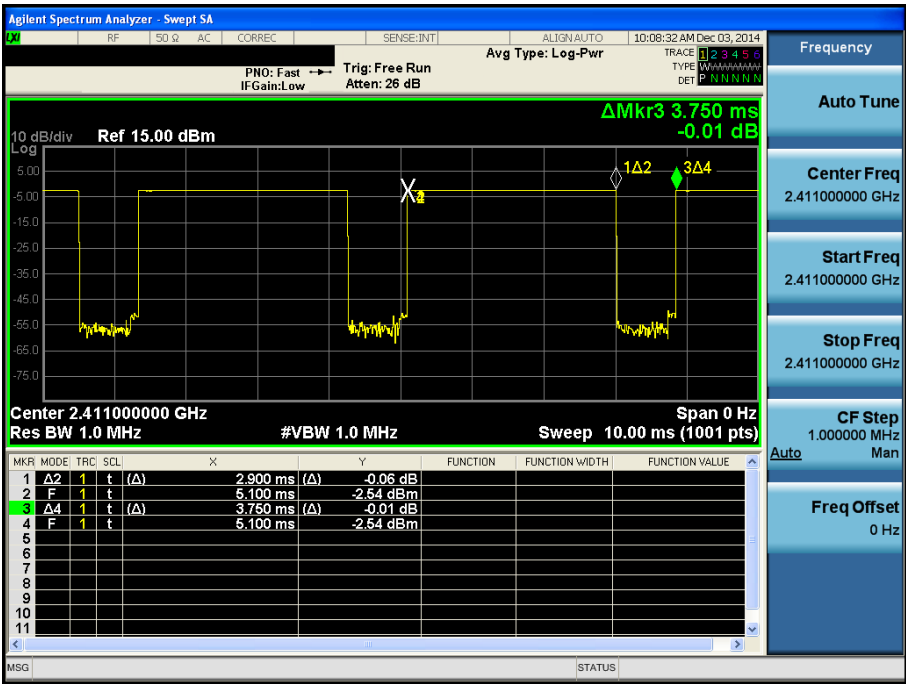 Agilent Spectrum Analyzer - Swept SA
LXI RF 50 Ω AC CORREC SENSE:INT ALIGNAUTO 10:08:32 AM Dec 03, 2014
Frequency
PNO: Fast
IFGain:Low
Trig: Free Run
Atten: 26 dB
Avg Type: Log-Pwr
TRACE 1 2 3 4 5 6
TYPE WWWWWW
DET P N N N N N
Auto Tune
ΔMkr3 3.750 ms
-0.01 dB
10 dB/div Ref 15.00 dBm
Log
5.00
-5.00
-15.0
-25.0
-35.0
-45.0
-55.0
-65.0
-75.0
1Δ2
3Δ4
Center 2.411000000 GHz Span 0 Hz
Res BW 1.0 MHz #VBW 1.0 MHz Sweep 10.00 ms (1001 pts)
Center Freq
2.411000000 GHz
Start Freq
2.411000000 GHz
Stop Freq
2.411000000 GHz
CF Step
1.000000 MHz
Auto Man
Freq Offset
0 Hz
MKR MODE TRC SCL X Y FUNCTION FUNCTION WIDTH FUNCTION VALUE
1 Δ2 1 t (Δ) 2.900 ms (Δ) -0.06 dB
2 F 1 t 5.100 ms -2.54 dBm
3 Δ4 1 t (Δ) 3.750 ms (Δ) -0.01 dB
4 F 1 t 5.100 ms -2.54 dBm
5
6
7
8
9
10
11
MSG STATUS